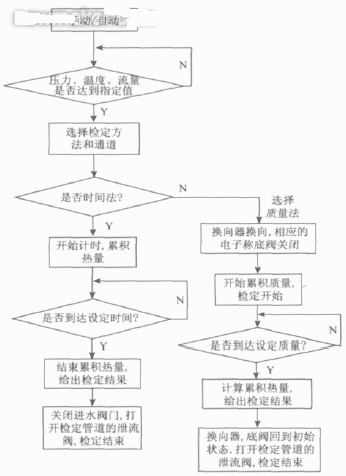 手动/自动
N
压力、温度、流量
是否达到指定值
Y
选择检定方
法和通道
是否时间法?
N
选择
质量法
Y
开始计时,累积
热量
是否到达设定时间?
N
Y
结束累积热量,
给出检定结果
关闭进水阀门,打
开检定管道的泄流
阀,检定结束
换向器换向,相应的
电子称底阀关闭
开始累积质量,
检定开始
N
是否到达设定质量?
Y
计算累积热量,
给出检定结果
换向器,底阀回到初始
状态,打开检定管道的
泄流阀,检定结束